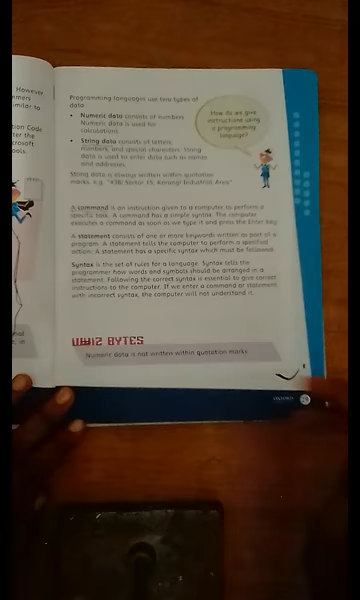 However
mmers
similar to
tion Code
ter the
crosoft
ools.
Programming languages use two types of
data
• Numeric data consists of numbers.
Numeric data is used for
calculations.
• String data consists of letters,
numbers, and special characters. String
data is used to enter data such as names
and addresses.
String data is always written within quotation
marks, e.g. "Sector 15, Korangi Industrial Area"
How do we give
instructions using
a programming
language?
A command is an instruction given to a computer to perform a
specific task. A command has a simple syntax. The computer
executes a command as soon as we type it and press the Enter key.
A statement consists of one or more keywords written as part of a
program. A statement tells the computer to perform a specified
action. A statement has a specific syntax which must be followed.
Syntax is the set of rules for a language. Syntax tells the
programmer how words and symbols should be arranged in a
statement. Following the correct syntax is essential to give correct
instructions to the computer. If we enter a command or statement
with incorrect syntax, the computer will not understand it.
BYTES
Numeric data is not written within quotation marks.